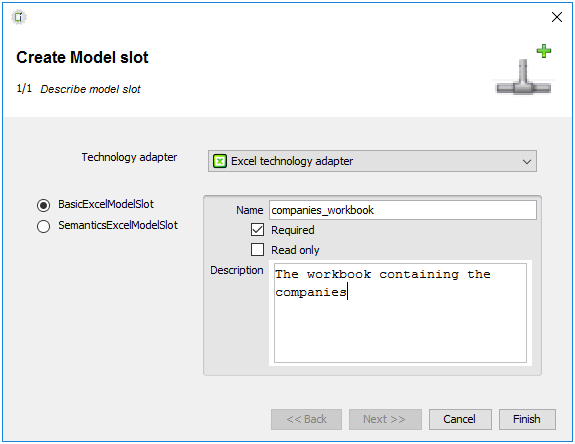 Create Model slot
1/1 Describe model slot
Technology adapter
Excel technology adapter
BasicExcelModelSlot
SemanticsExcelModelSlot
Name companies_workbook
Required
Read only
Description
The workbook containing the
companies
<< Back
Next >>
Cancel
Finish